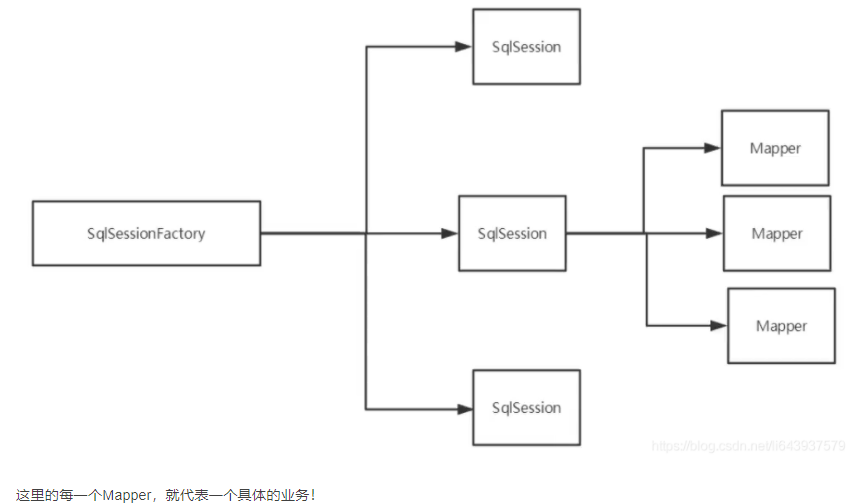 SqlSession
Mapper
SqlSessionFactory
SqlSession
Mapper
Mapper
SqlSession
https://blog.csdn.net/li643937579
这里的每一个Mapper，就代表一个具体的业务！